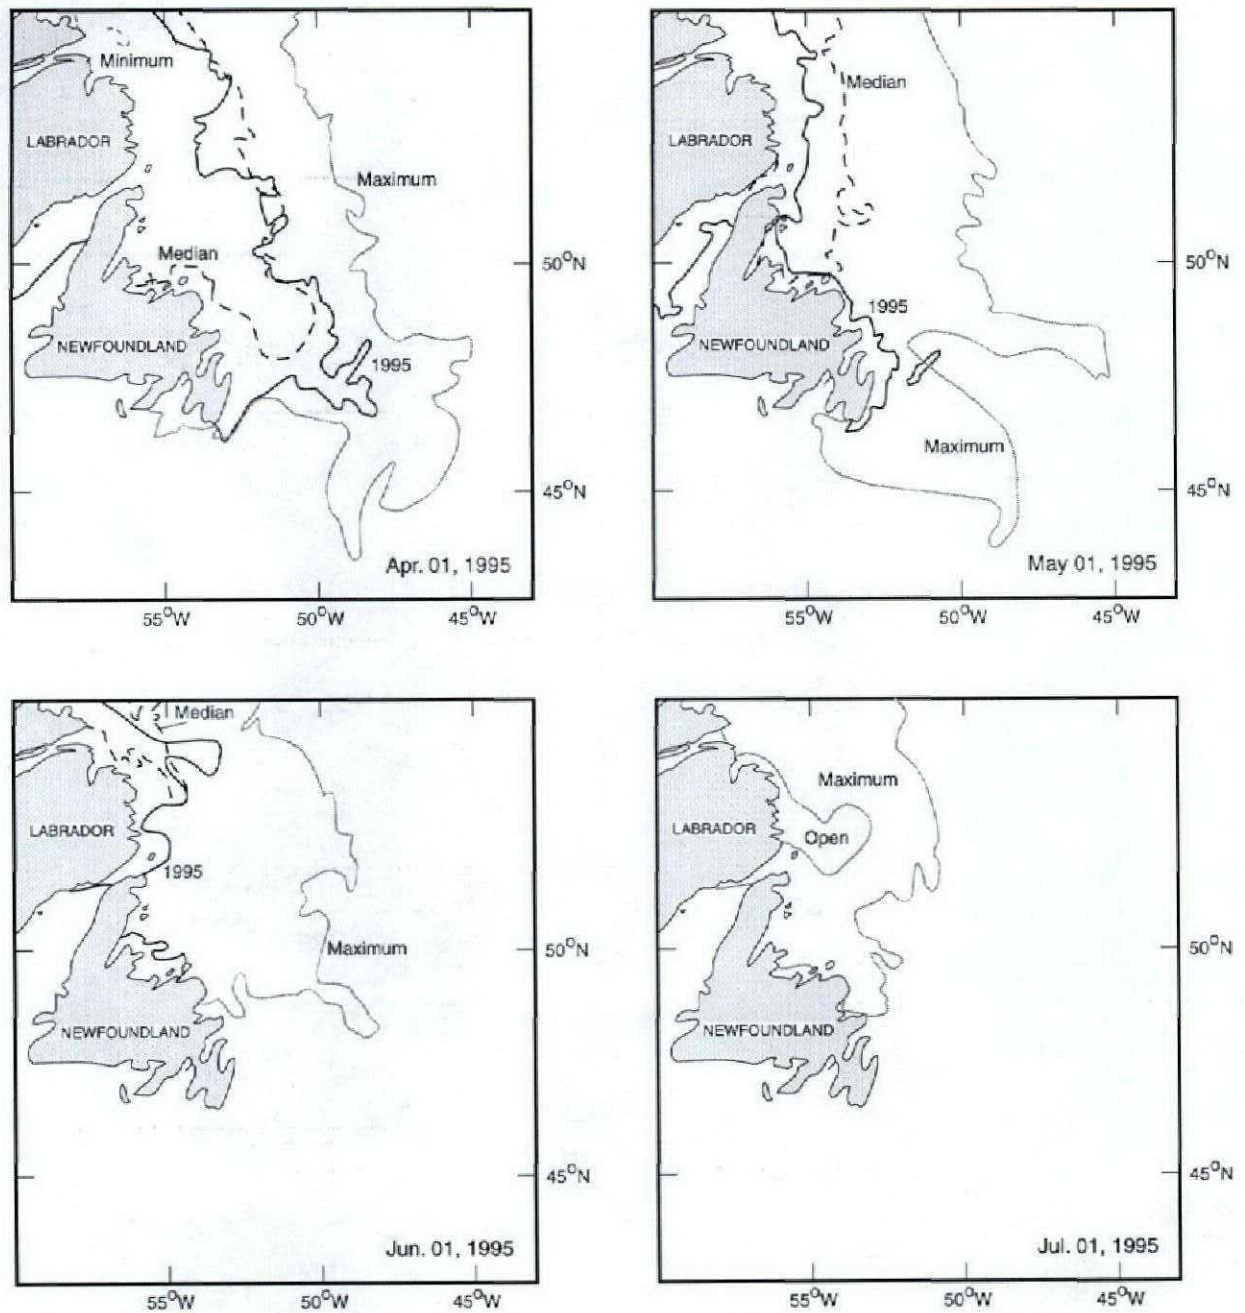 Minimum
LABRADOR
Maximum
Median
50°N
NEWFOUNDLAND
1995
45°N
Apr. 01, 1995
55°W 50°W 45°W
Median
LABRADOR
50°N
1995
NEWFOUNDLAND
Maximum
45°N
May 01, 1995
55°W 50°W 45°W
Median
LABRADOR
1995
Maximum
50°N
NEWFOUNDLAND
45°N
Jun. 01, 1995
55°W 50°W 45°W
Maximum
LABRADOR
Open
50°N
NEWFOUNDLAND
45°N
Jul. 01, 1995
55°W 50°W 45°W